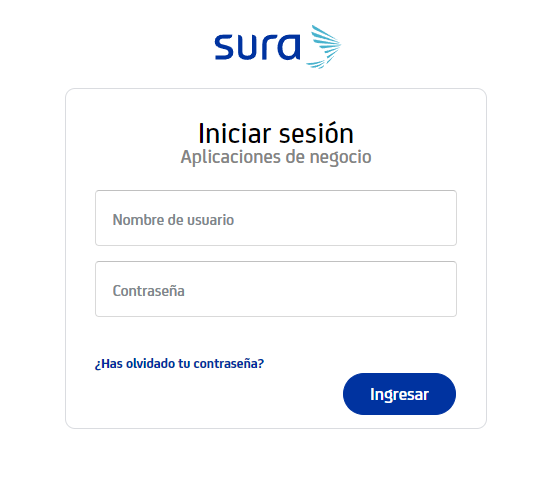 sura
Iniciar sesión
Aplicaciones de negocio
Nombre de usuario
Contraseña
¿Has olvidado tu contraseña?
Ingresar